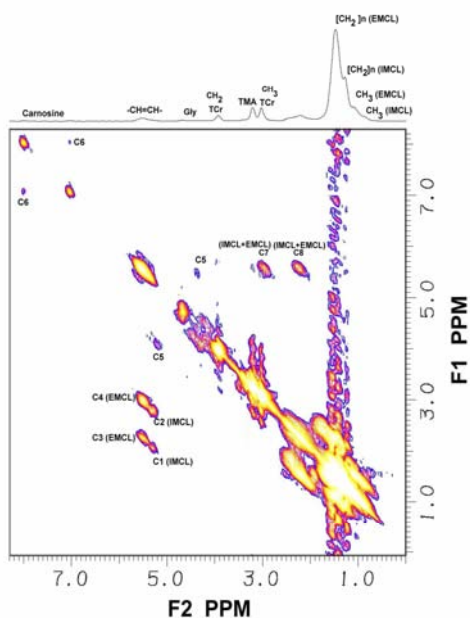 [CH2 ]n (EMCL)
[CH2]n (IMCL)
CH3 (EMCL)
CH3 (IMCL)
Carnosine
-CH=CH-
Gly
CH2
TCr
TMA
CH3
TCr
C6
C6
(IMCL+EMCL) (IMCL+EMCL)
C5 C7 C8
C5
C4 (EMCL)
C2 (IMCL)
C3 (EMCL)
C1 (IMCL)
7.0
5.0
3.0
1.0
F1 PPM
7.0 5.0 3.0 1.0
F2 PPM